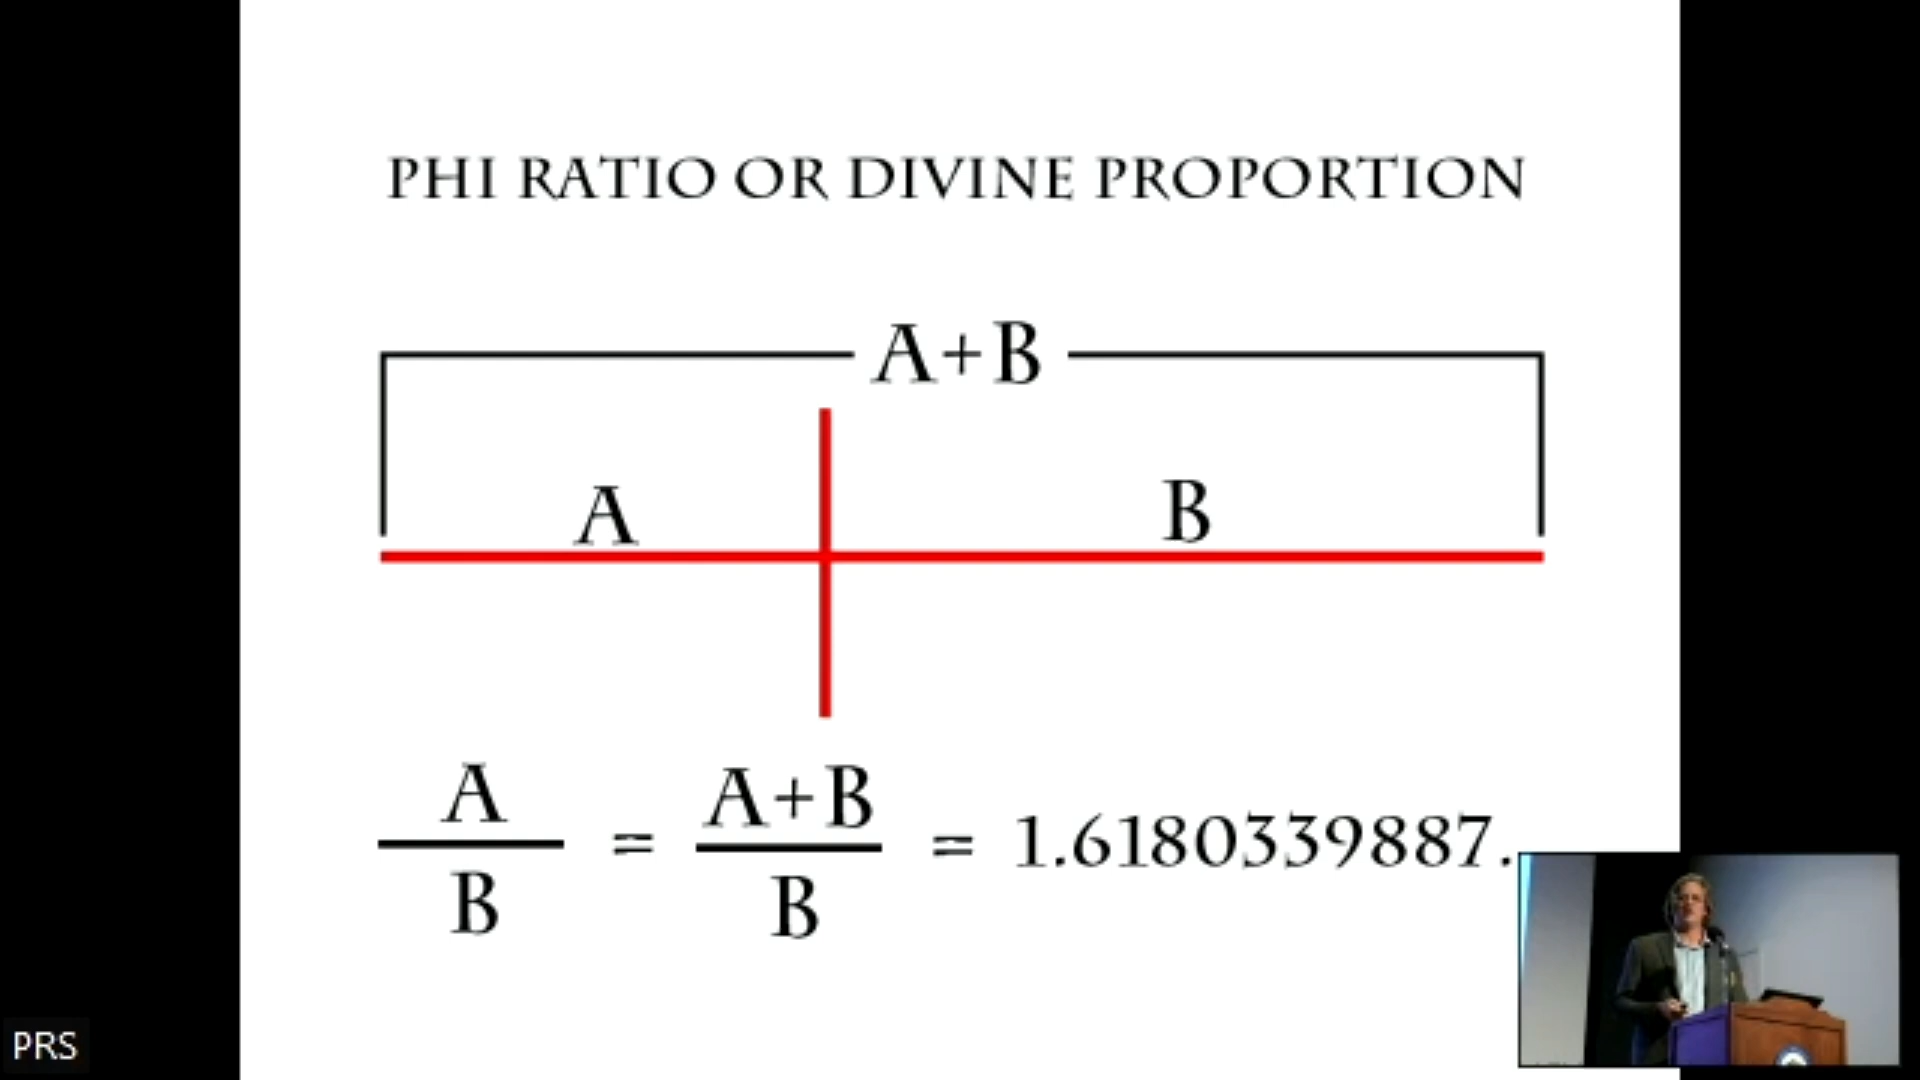 PHI RATIO OR DIVINE PROPORTION
A+B
A B
A/B = A+B/B = 1.6180339887.
PRS